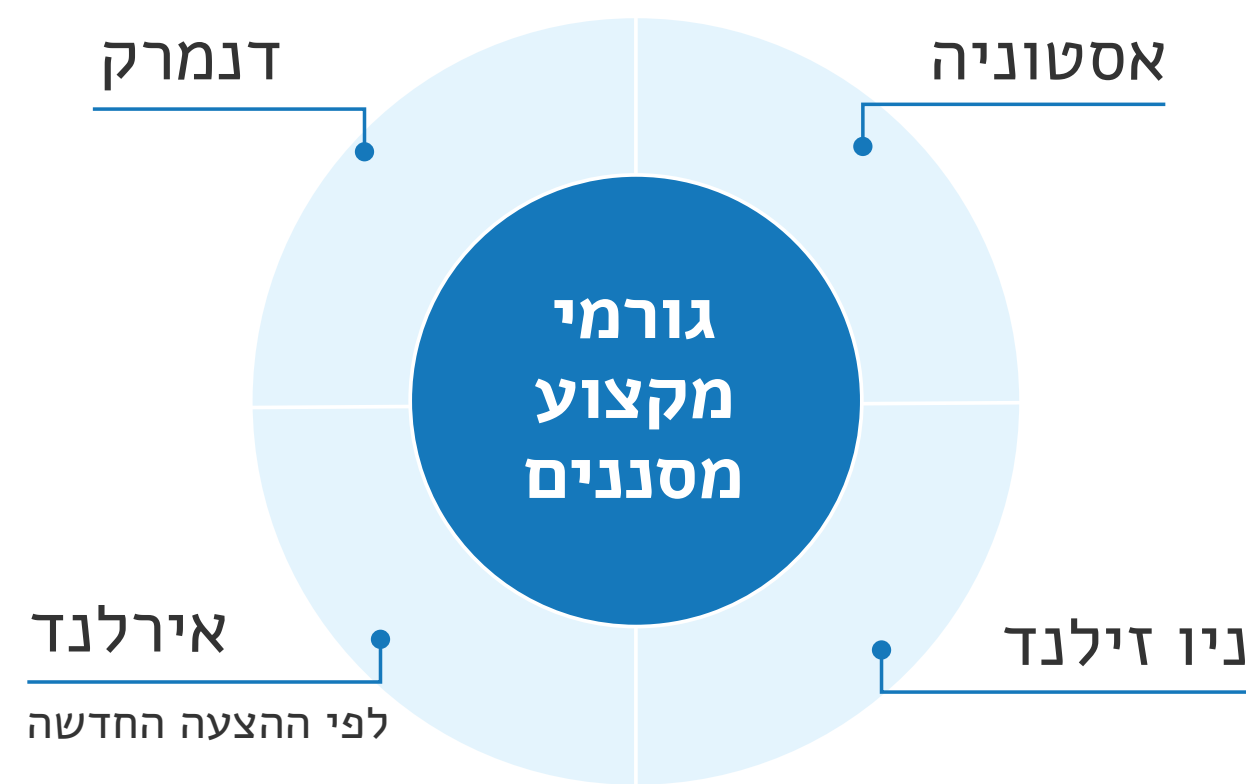 אסטוניה
דנמרק
גורמי
מקצוע
מסננים
ניו זילנד
אירלנד
לפי ההצעה החדשה